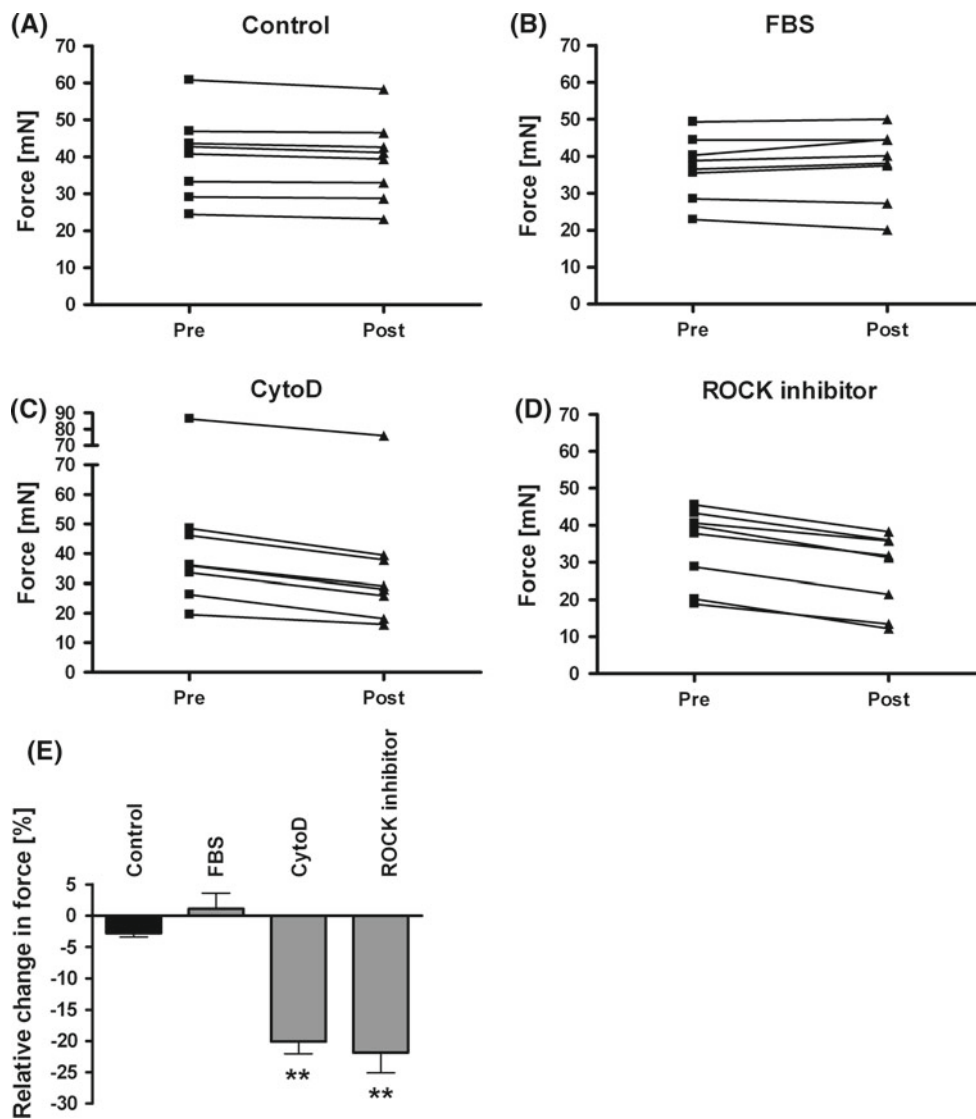 (A)
Control
Force [mN]
70
60
50
40
30
20
10
0
Pre
Post
(B)
FBS
Force [mN]
70
60
50
40
30
20
10
0
Pre
Post
(C)
CytoD
Force [mN]
90
80
70
70
60
50
40
30
20
10
0
Pre
Post
(D)
ROCK inhibitor
Force [mN]
70
60
50
40
30
20
10
0
Pre
Post
(E)
Relative change in force [%]
Control
FBS
CytoD
ROCK inhibitor
5
0
-5
-10
-15
-20
-25
-30
**
**